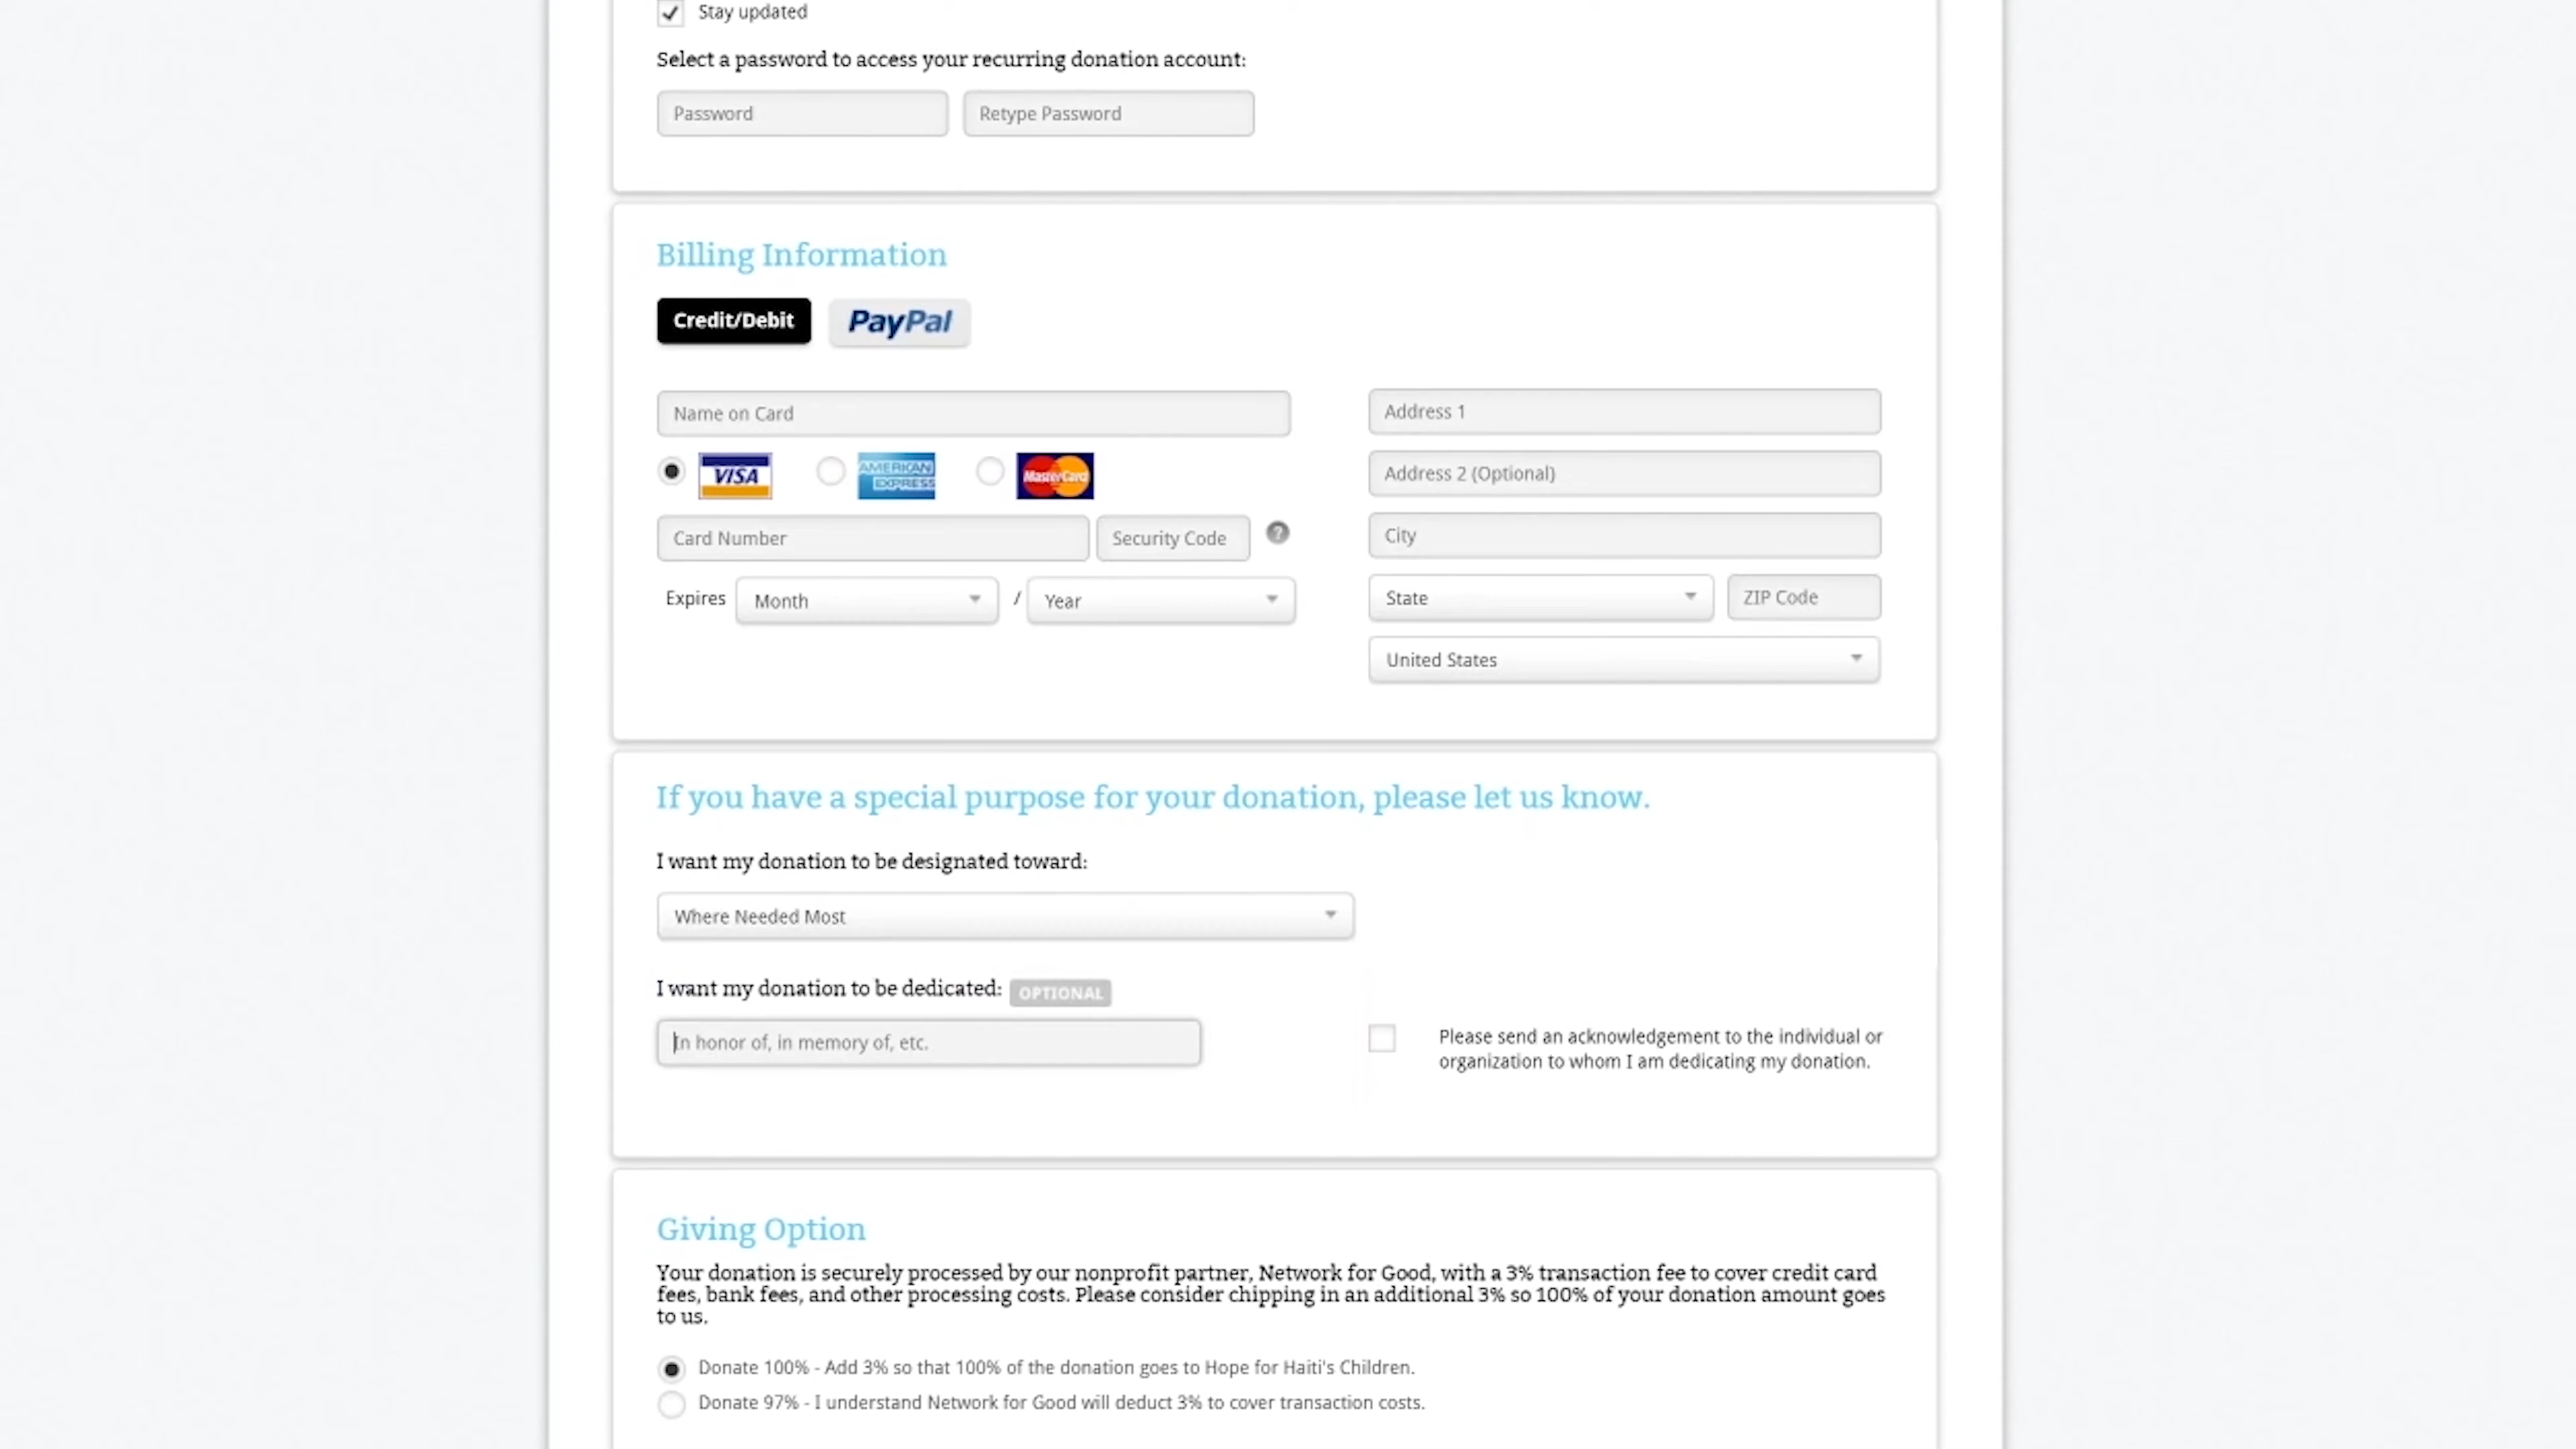 Stay updated
Select a password to access your recurring donation account:
Password Retype Password
Billing Information
Credit/Debit PayPal
Name on Card Address 1
VISA AMERICAN EXPRESS MasterCard
Address 2 (Optional)
Card Number Security Code ? City
Expires Month / Year State ZIP Code
United States
If you have a special purpose for your donation, please let us know.
I want my donation to be designated toward:
Where Needed Most
I want my donation to be dedicated: OPTIONAL
In honor of, in memory of, etc.
Please send an acknowledgement to the individual or
organization to whom I am dedicating my donation.
Giving Option
Your donation is securely processed by our nonprofit partner, Network for Good, with a 3% transaction fee to cover credit card
fees, bank fees, and other processing costs. Please consider chipping in an additional 3% so 100% of your donation amount goes
to us.
Donate 100% - Add 3% so that 100% of the donation goes to Hope for Haiti's Children.
Donate 97% - I understand Network for Good will deduct 3% to cover transaction costs.